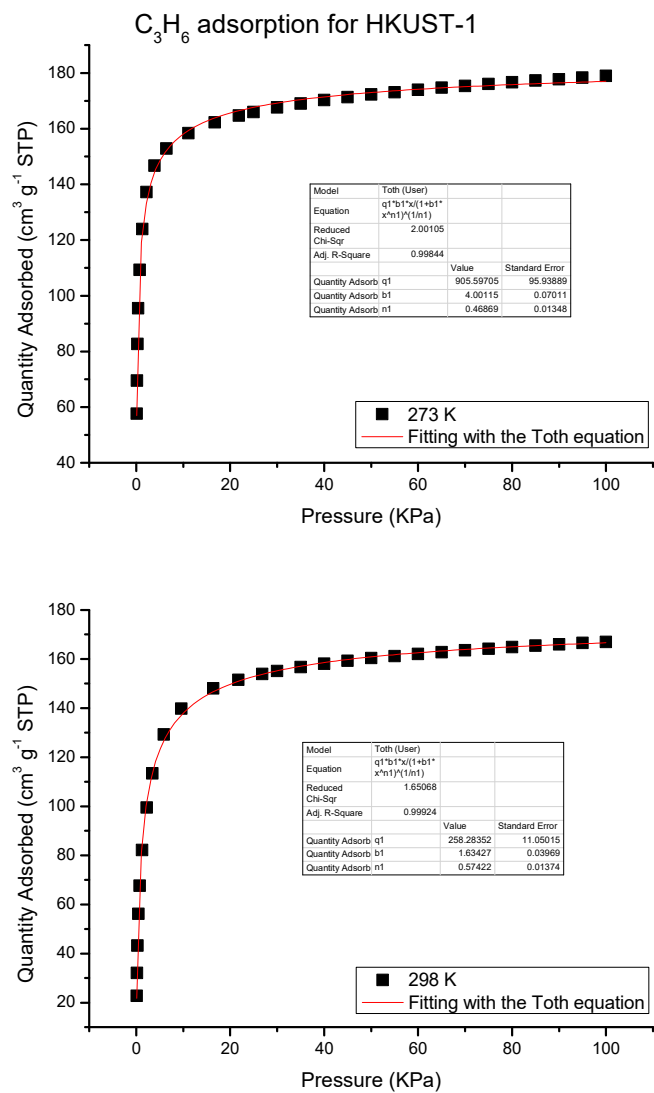 C3H6 adsorption for HKUST-1
180
160
140
120
100
80
60
40
Quantity Adsorbed (cm3 g-1 STP)
Model Toth (User)
Equation q1*b1*x/(1+b1*
x^n1)^(1/n1)
Reduced 2.00105
Chi-Sqr
Adj. R-Square 0.99844
Value Standard Error
Quantity Adsorb q1 905.59705 95.93889
Quantity Adsorb b1 4.00115 0.07011
Quantity Adsorb n1 0.46869 0.01348
273 K
Fitting with the Toth equation
0 20 40 60 80 100
Pressure (KPa)
180
160
140
120
100
80
60
40
20
Quantity Adsorbed (cm3 g-1 STP)
Model Toth (User)
Equation q1*b1*x/(1+b1*
x^n1)^(1/n1)
Reduced 1.65068
Chi-Sqr
Adj. R-Square 0.99924
Value Standard Error
Quantity Adsorb q1 258.28352 11.05015
Quantity Adsorb b1 1.63427 0.03969
Quantity Adsorb n1 0.57422 0.01374
298 K
Fitting with the Toth equation
0 20 40 60 80 100
Pressure (KPa)